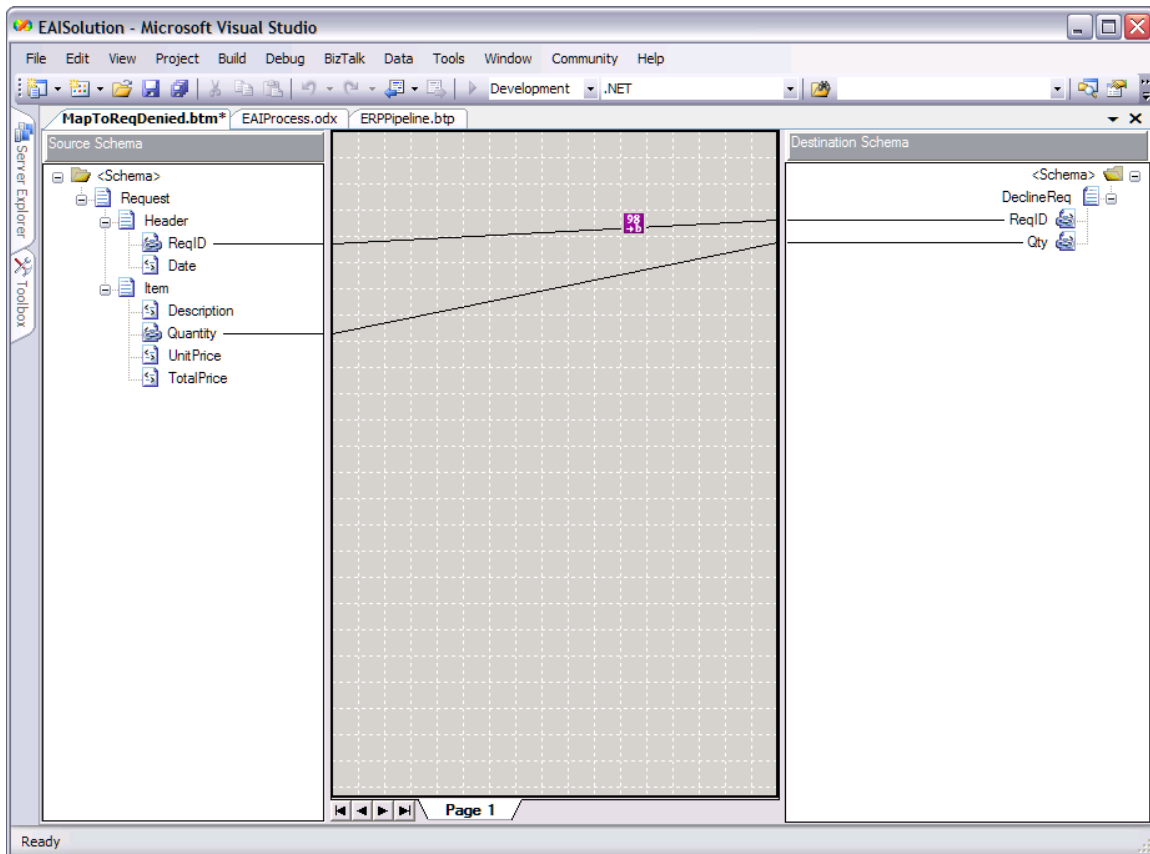 EAISolution - Microsoft Visual Studio
File Edit View Project Build Debug BizTalk Data Tools Window Community Help
Development .NET
MapToReqDenied.btm* EAIProcess.odx ERPPipeline.btp
Server Explorer
Toolbox
Source Schema
<Schema>
Request
Header
ReqID
Date
Item
Description
Quantity
UnitPrice
TotalPrice
98
→b
Destination Schema
<Schema>
DeclineReq
ReqID
Qty
Page 1
Ready